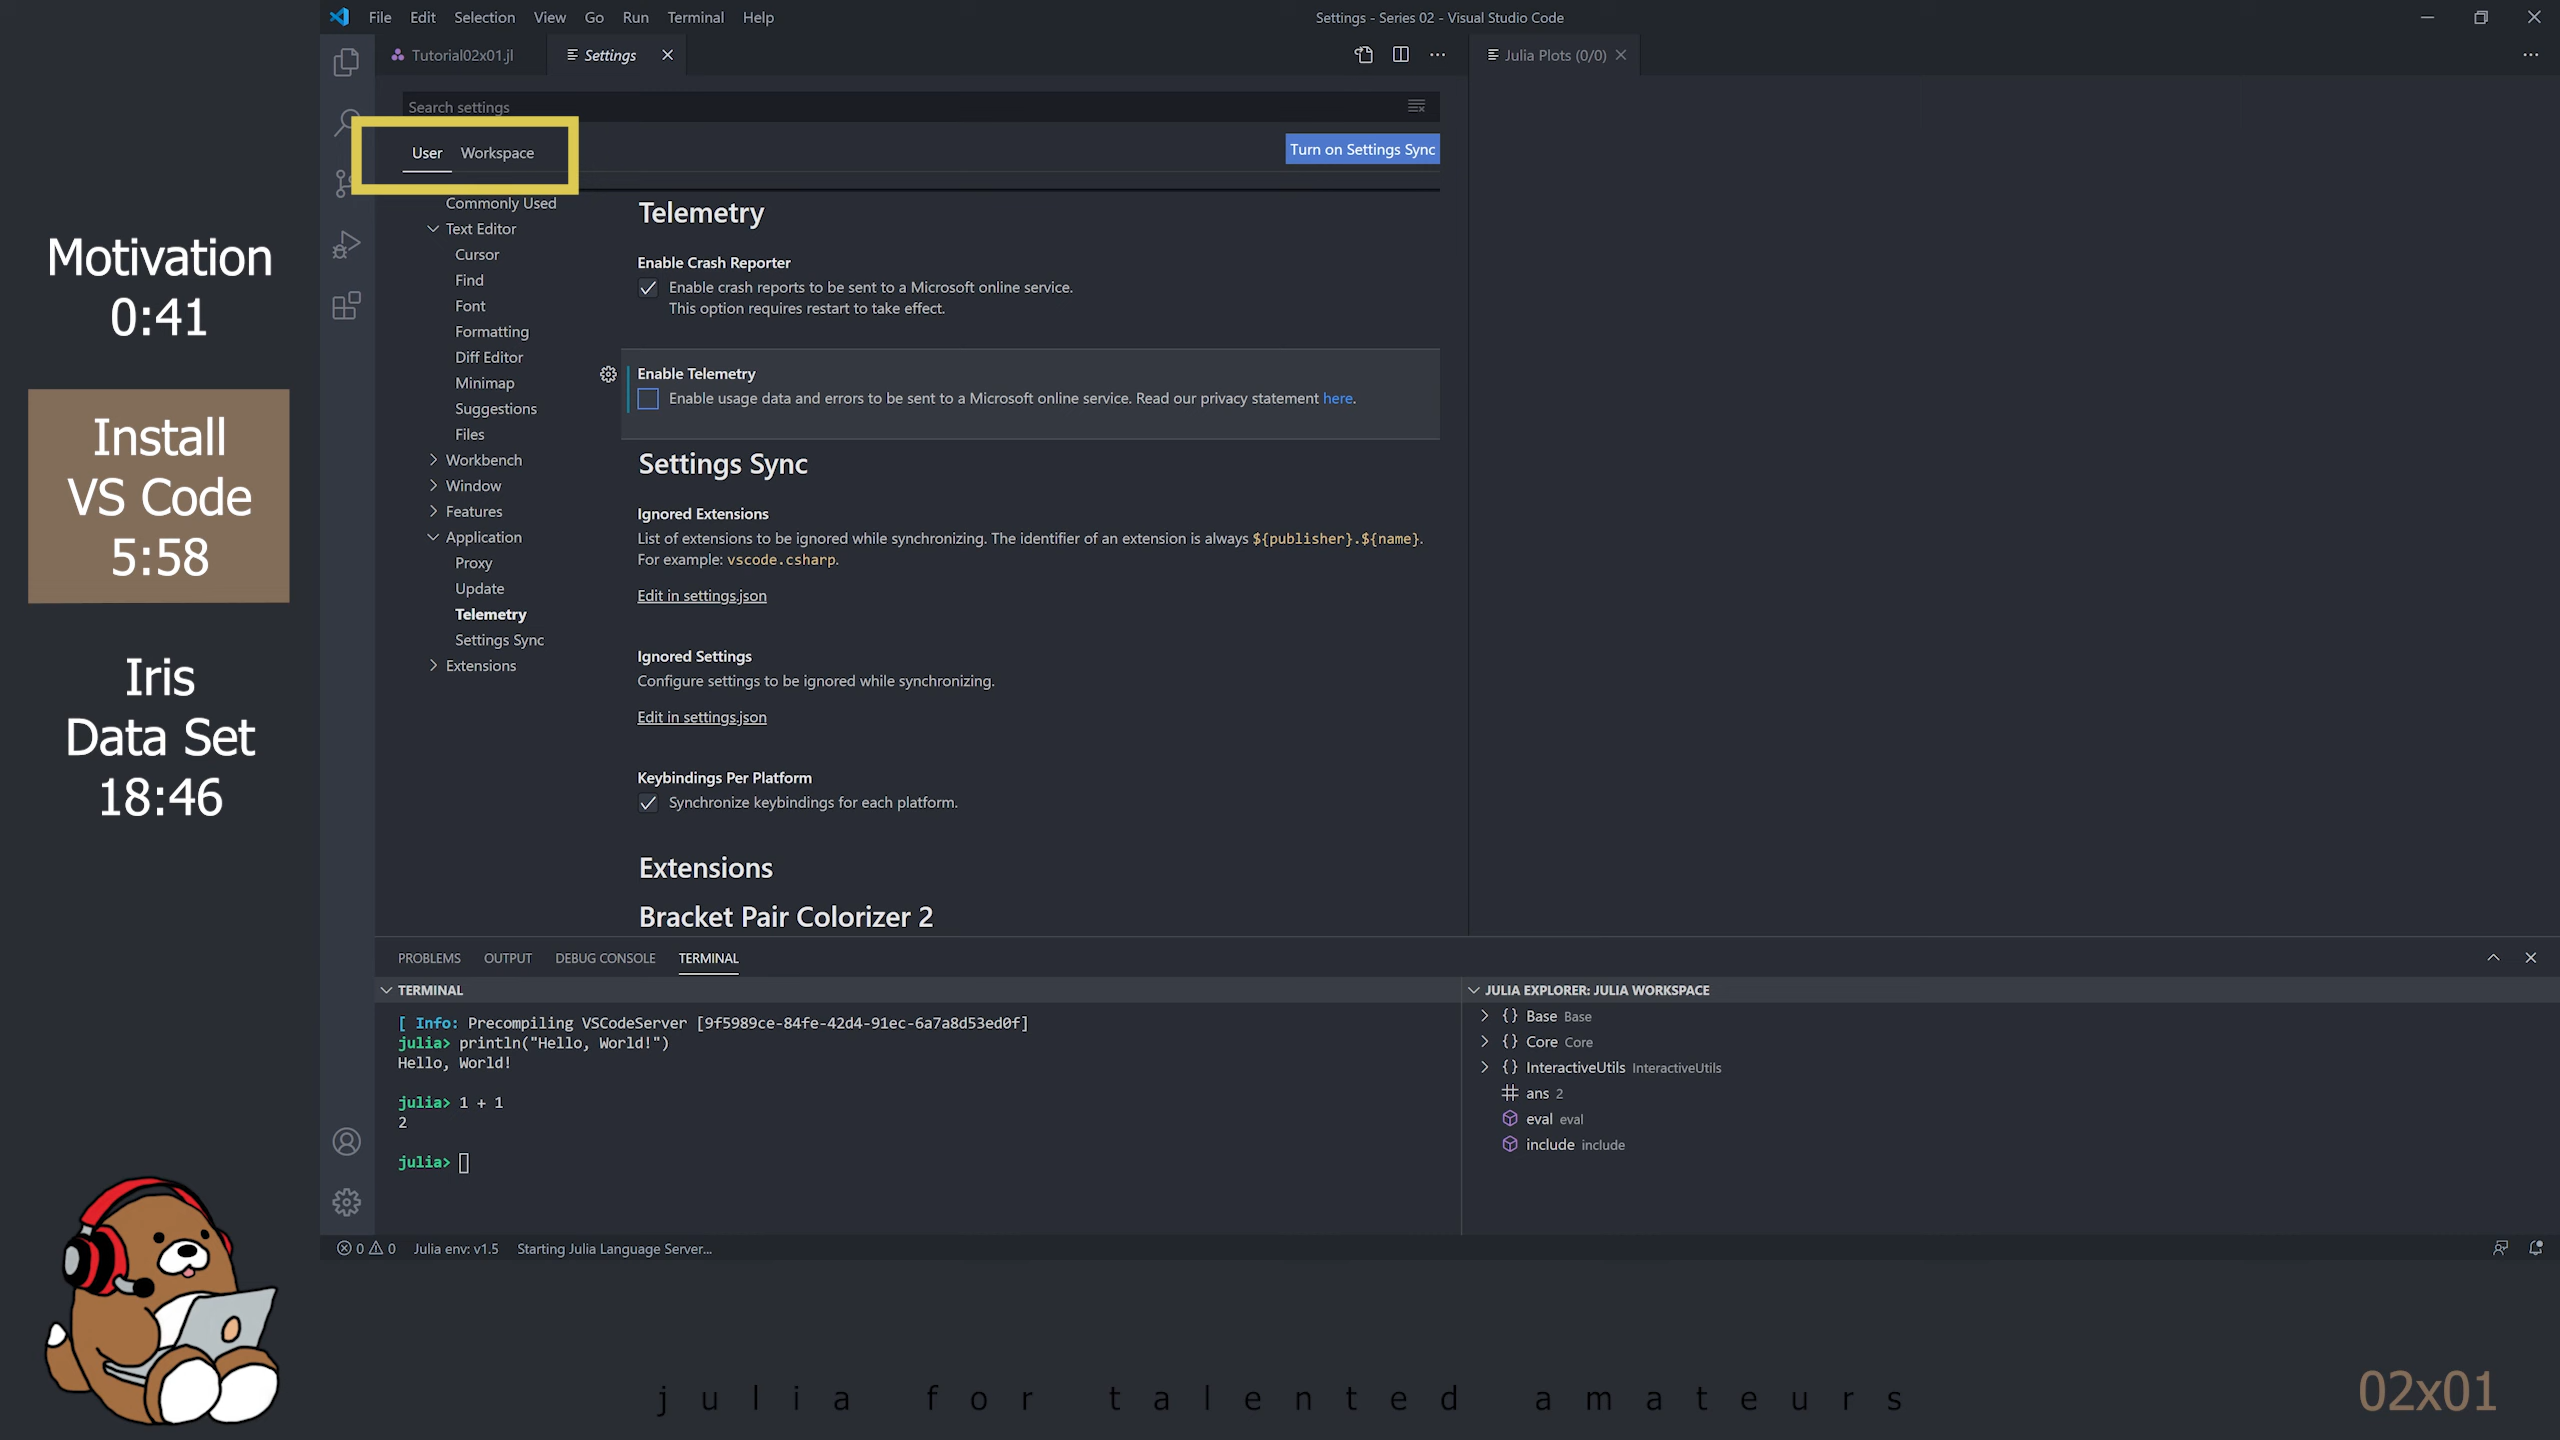 File Edit Selection View Go Run Terminal Help
Settings - Series 02 - Visual Studio Code
Tutorial02x01.jl
Settings
Julia Plots (0/0)
Search settings
User Workspace
Turn on Settings Sync
Commonly Used
Text Editor
Cursor
Find
Font
Formatting
Diff Editor
Minimap
Suggestions
Files
Workbench
Window
Features
Application
Proxy
Update
Telemetry
Settings Sync
Extensions
Telemetry
Enable Crash Reporter
Enable crash reports to be sent to a Microsoft online service.
This option requires restart to take effect.
Enable Telemetry
Enable usage data and errors to be sent to a Microsoft online service. Read our privacy statement here.
Settings Sync
Ignored Extensions
List of extensions to be ignored while synchronizing. The identifier of an extension is always ${publisher}.${name}.
For example: vscode.csharp.
Edit in settings.json
Ignored Settings
Configure settings to be ignored while synchronizing.
Edit in settings.json
Keybindings Per Platform
Synchronize keybindings for each platform.
Extensions
Bracket Pair Colorizer 2
Motivation
0:41
Install
VS Code
5:58
Iris
Data Set
18:46
PROBLEMS OUTPUT DEBUG CONSOLE TERMINAL
TERMINAL
[ Info: Precompiling VSCodeServer [9f5989ce-84fe-42d4-91ec-6a7a8d53ed0f]
julia> println("Hello, World!")
Hello, World!
julia> 1 + 1
2
julia>
JULIA EXPLORER: JULIA WORKSPACE
{} Base Base
{} Core Core
{} InteractiveUtils InteractiveUtils
ans 2
eval eval
include include
0 0 Julia env: v1.5 Starting Julia Language Server...
julia for talented amateurs
02x01